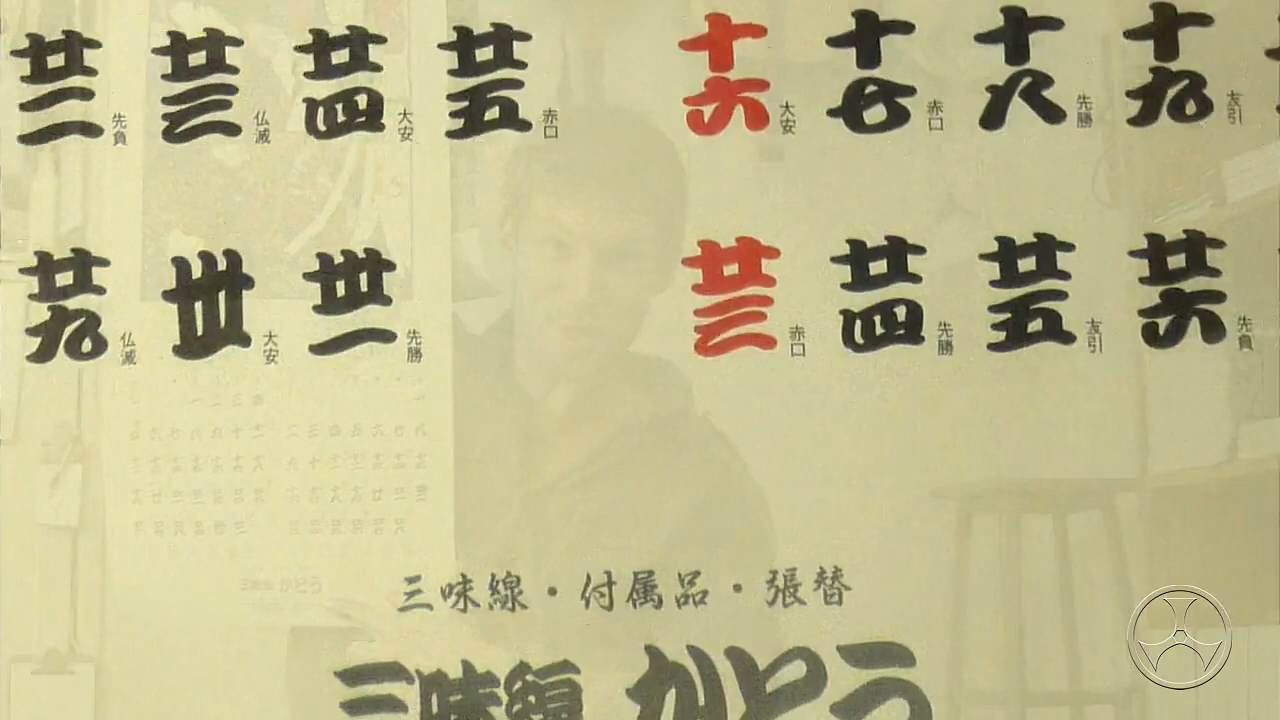 廿二 先負 廿三 仏滅 廿四 大安 廿五 赤口 十六 大安 十七 赤口 十八 先勝 十九 友引
廿九 仏滅 卅 大安 卅一 先勝 廿三 赤口 廿四 先勝 廿五 友引 廿六 先負
三味線・付属品・張替
三味線 かとう